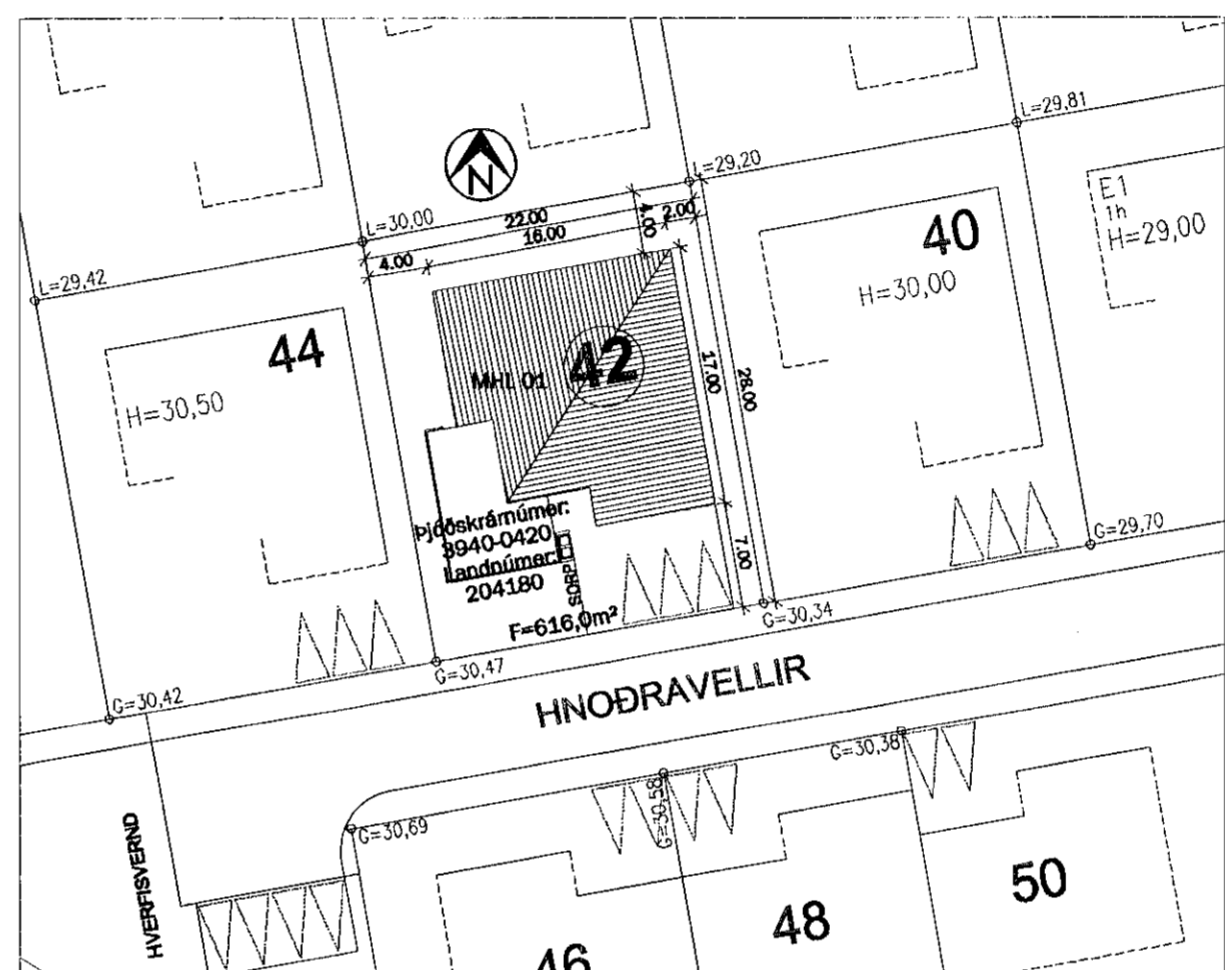 L=29,81
L=29,20
N
E1
1h
H=29,00
L=30,00
22.00
4.00
2.00
40
16.00
4.00
L=29,42
H=30,00
44
42
MHL 01
17.00
28.00
H=30,50
Þjóðskrárnúmer:
3940-0420
Landnúmer:
204180
SORP
7.00
F=616,0m²
G=29,70
G=30,34
G=30,47
G=30,42
HNOÐRAVELLIR
G=30,38
G=30,58
G=30,69
HVERFISVERND
50
48
46